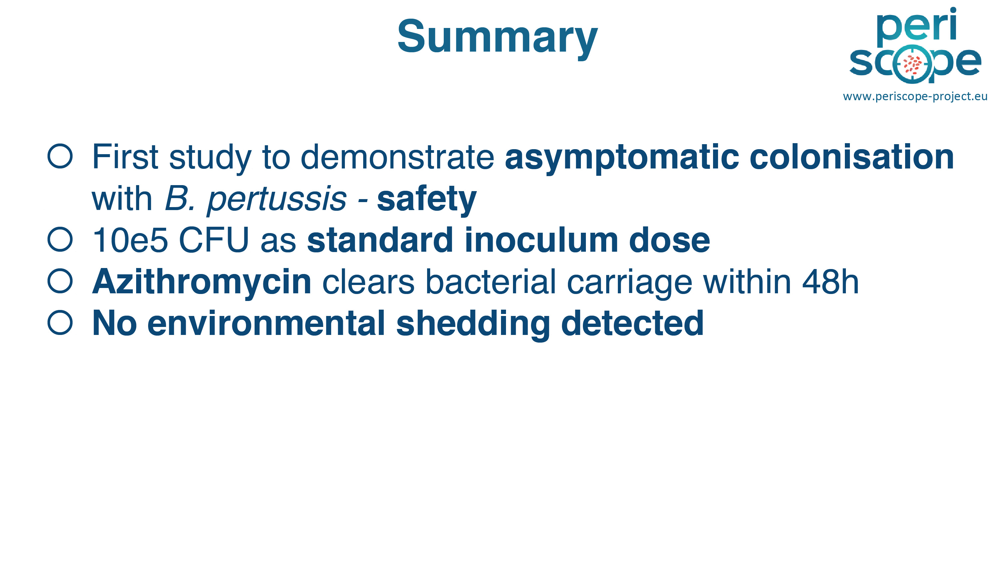 Summary
peri
scope
www.periscope-project.eu
First study to demonstrate asymptomatic colonisation
with B. pertussis - safety
10e5 CFU as standard inoculum dose
Azithromycin clears bacterial carriage within 48h
No environmental shedding detected